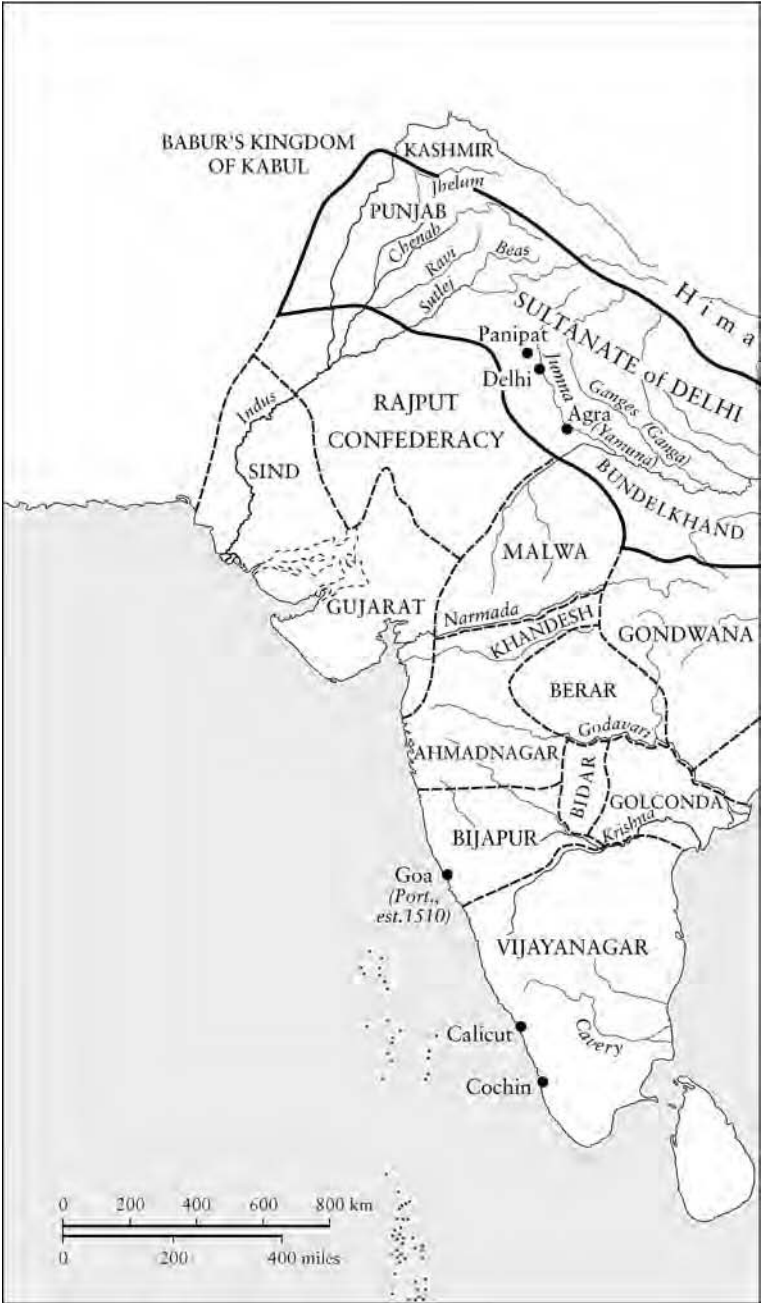 BABUR'S KINGDOM
OF KABUL
KASHMIR
Jhelum
PUNJAB
Chenab
Ravi
Beas
Sutlej
Hima
SULTANATE of DELHI
Panipat
Delhi
Jumna
(Yamuna)
Ganges (Ganga)
Agra
Indus
RAJPUT
CONFEDERACY
SIND
BUNDELKHAND
MALWA
GUJARAT
Narmada
KHANDESH
GONDWANA
BERAR
Godavari
AHMADNAGAR
BIDAR
GOLCONDA
BIJAPUR
Krishna
Goa
(Port.,
est.1510)
VIJAYANAGAR
Calicut
Cavery
Cochin
0 200 400 600 800 km
0 200 400 miles